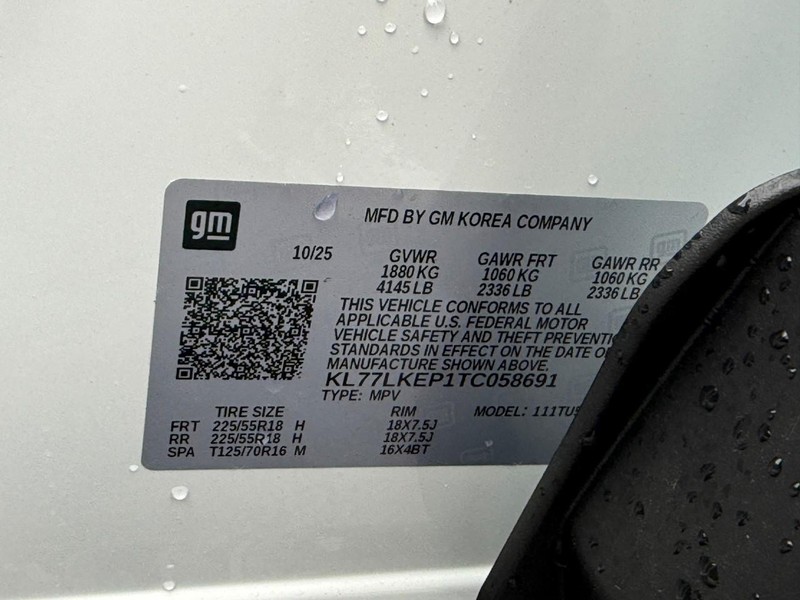 gm
MFD BY GM KOREA COMPANY
10/25 GVWR GAWR FRT GAWR RR
1880 KG 1060 KG 1060 KG
4145 LB 2336 LB 2336 LB
THIS VEHICLE CONFORMS TO ALL
APPLICABLE U.S. FEDERAL MOTOR
VEHICLE SAFETY AND THEFT PREVENTI
STANDARDS IN EFFECT ON THE DATE O
MANUFACTURE SHOWN ABOVE.
KL77LKEP1TC058691
TYPE: MPV
TIRE SIZE RIM MODEL: 111TU5
FRT 225/55R18 H 18X7.5J
RR 225/55R18 H 18X7.5J
SPA T125/70R16 M 16X4BT